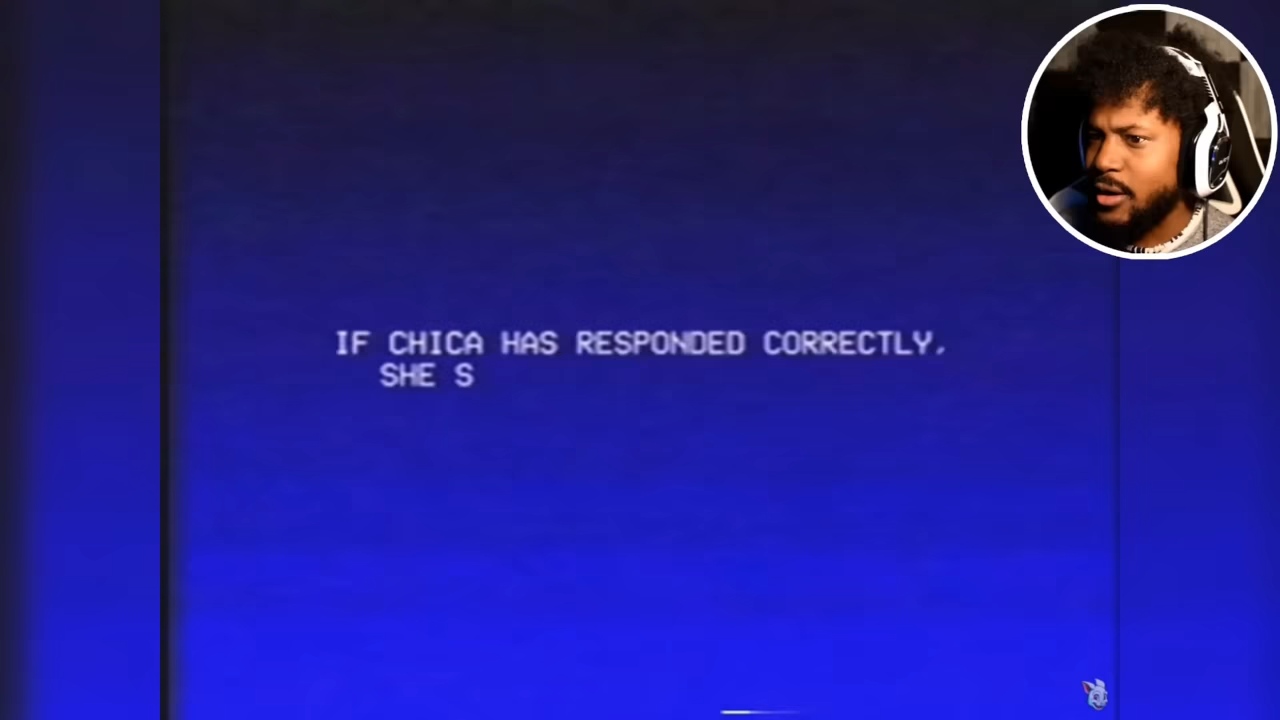 IF CHICA HAS RESPONDED CORRECTLY,
SHE S